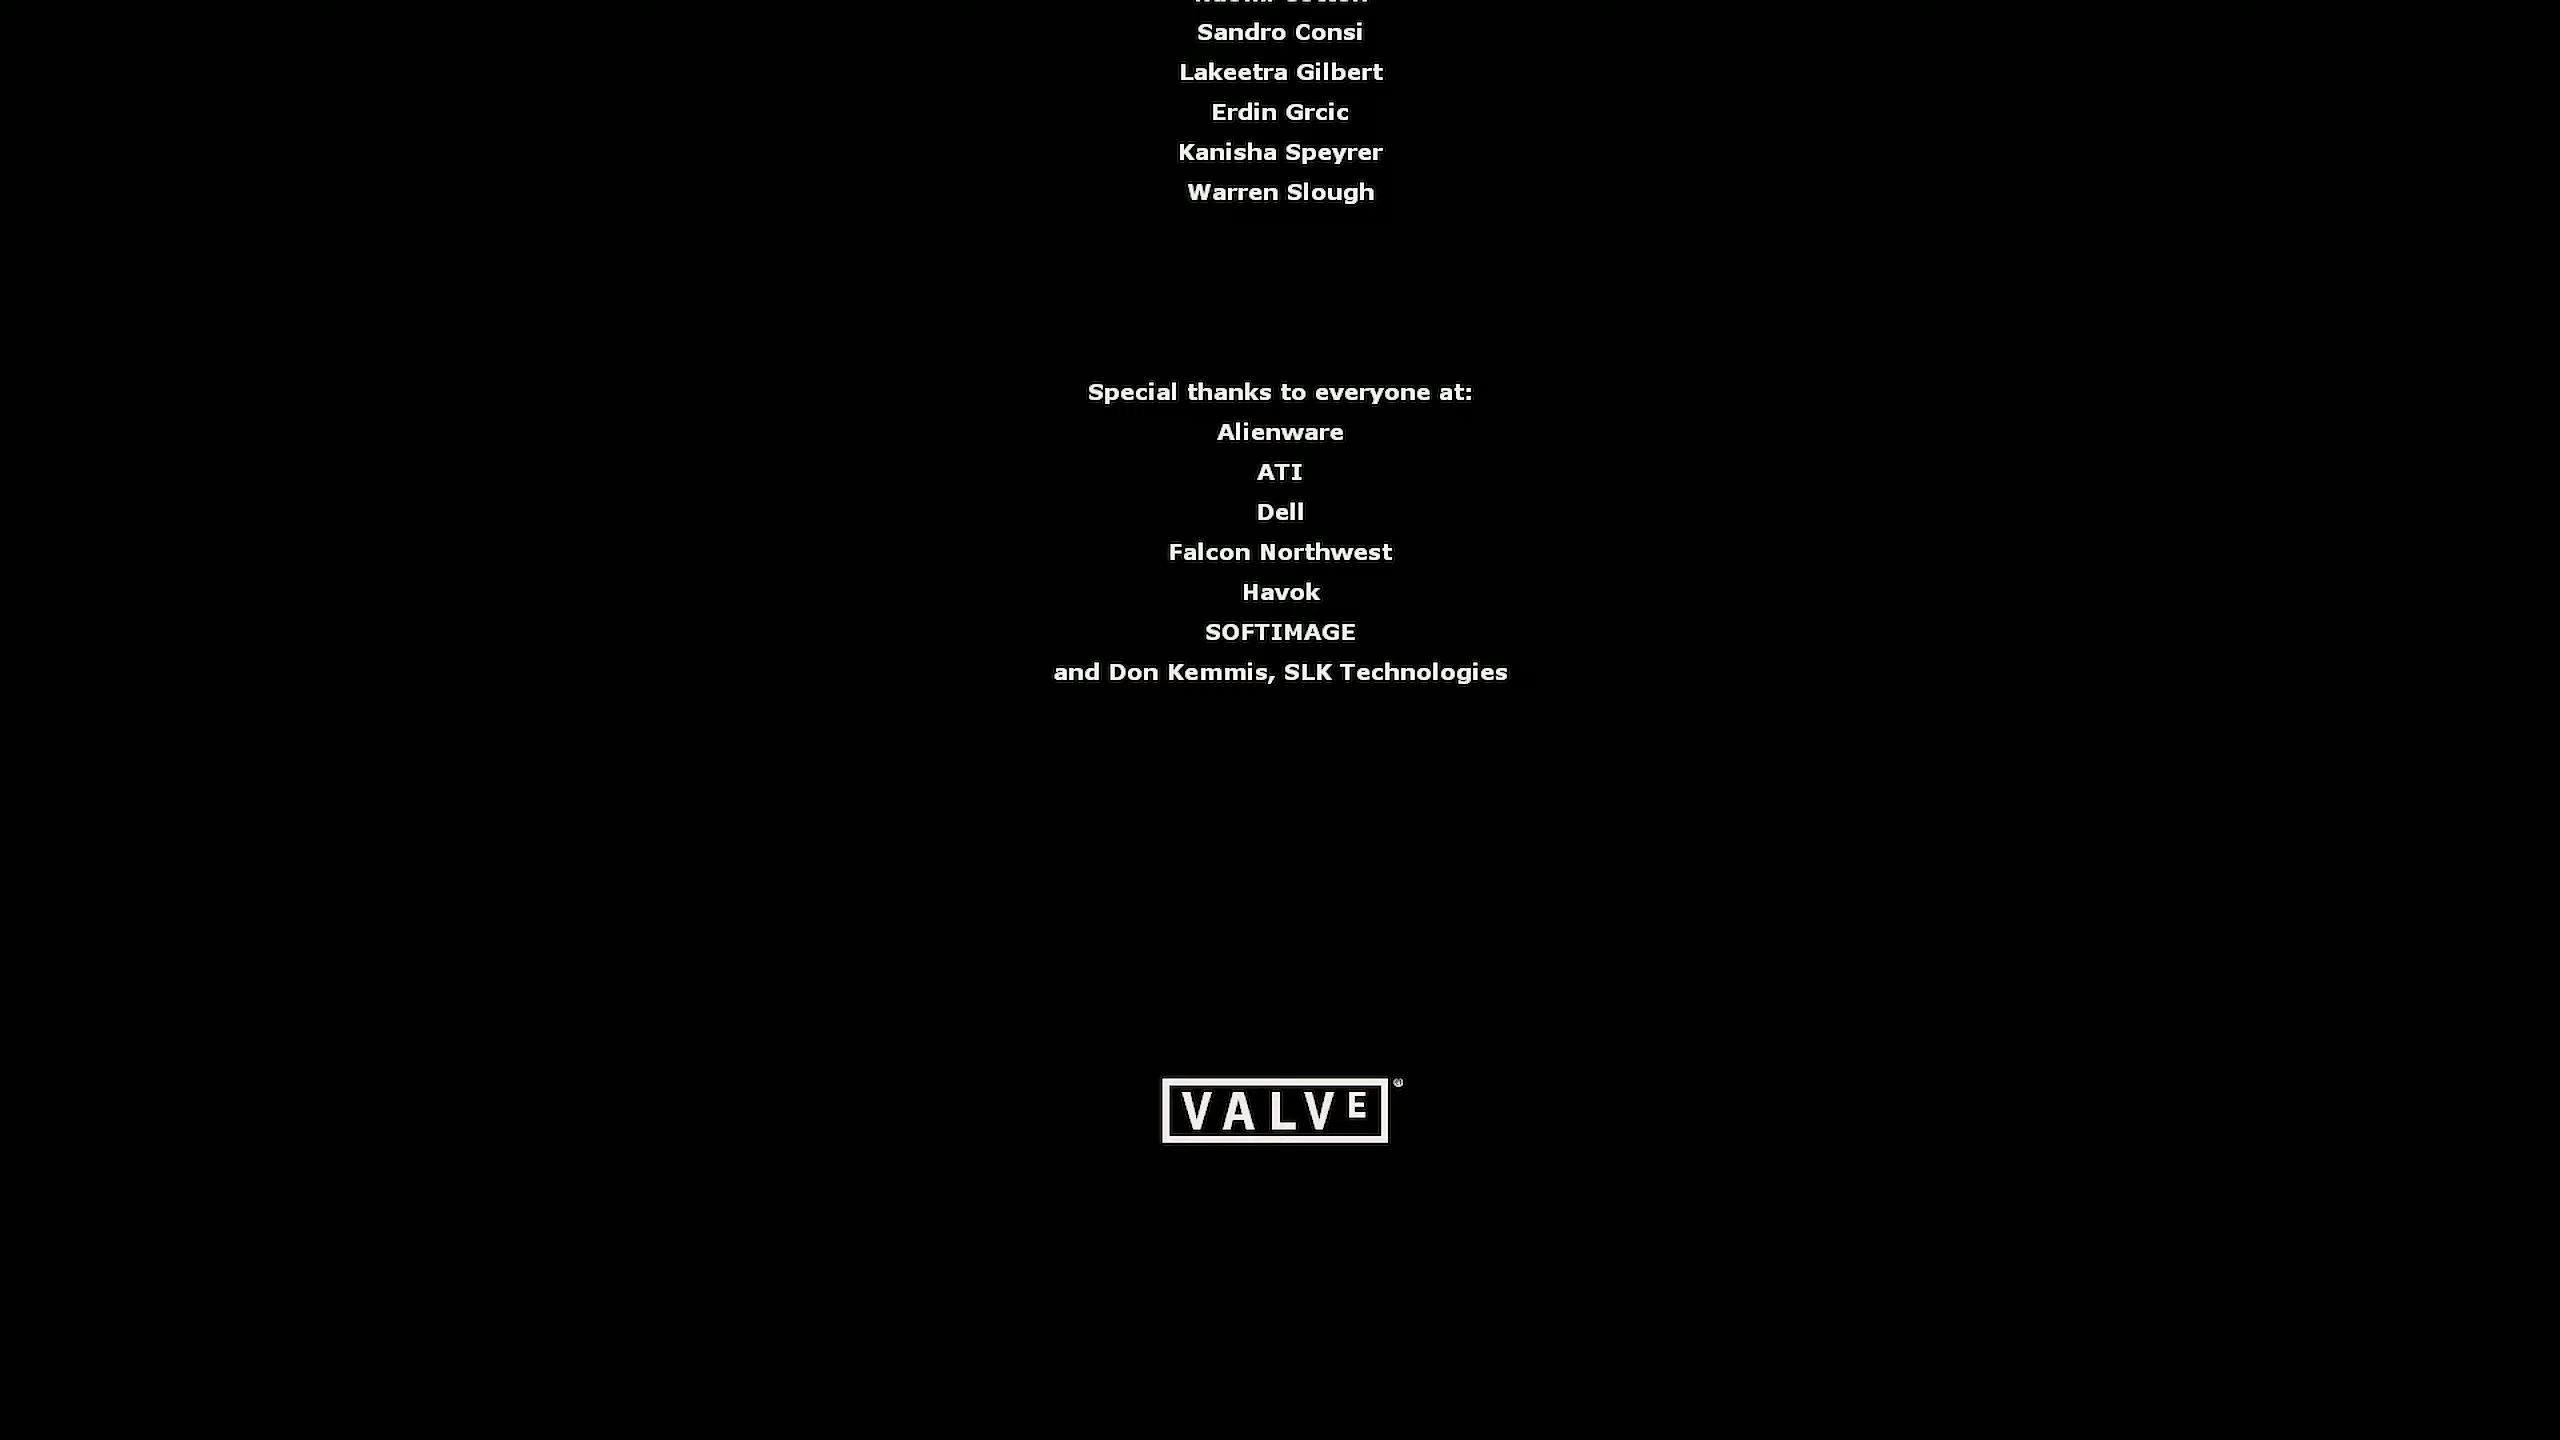 Sandro Consi
Lakeetra Gilbert
Erdin Grcic
Kanisha Speyrer
Warren Slough
Special thanks to everyone at:
Alienware
ATI
Dell
Falcon Northwest
Havok
SOFTIMAGE
and Don Kemmis, SLK Technologies
VALVE®